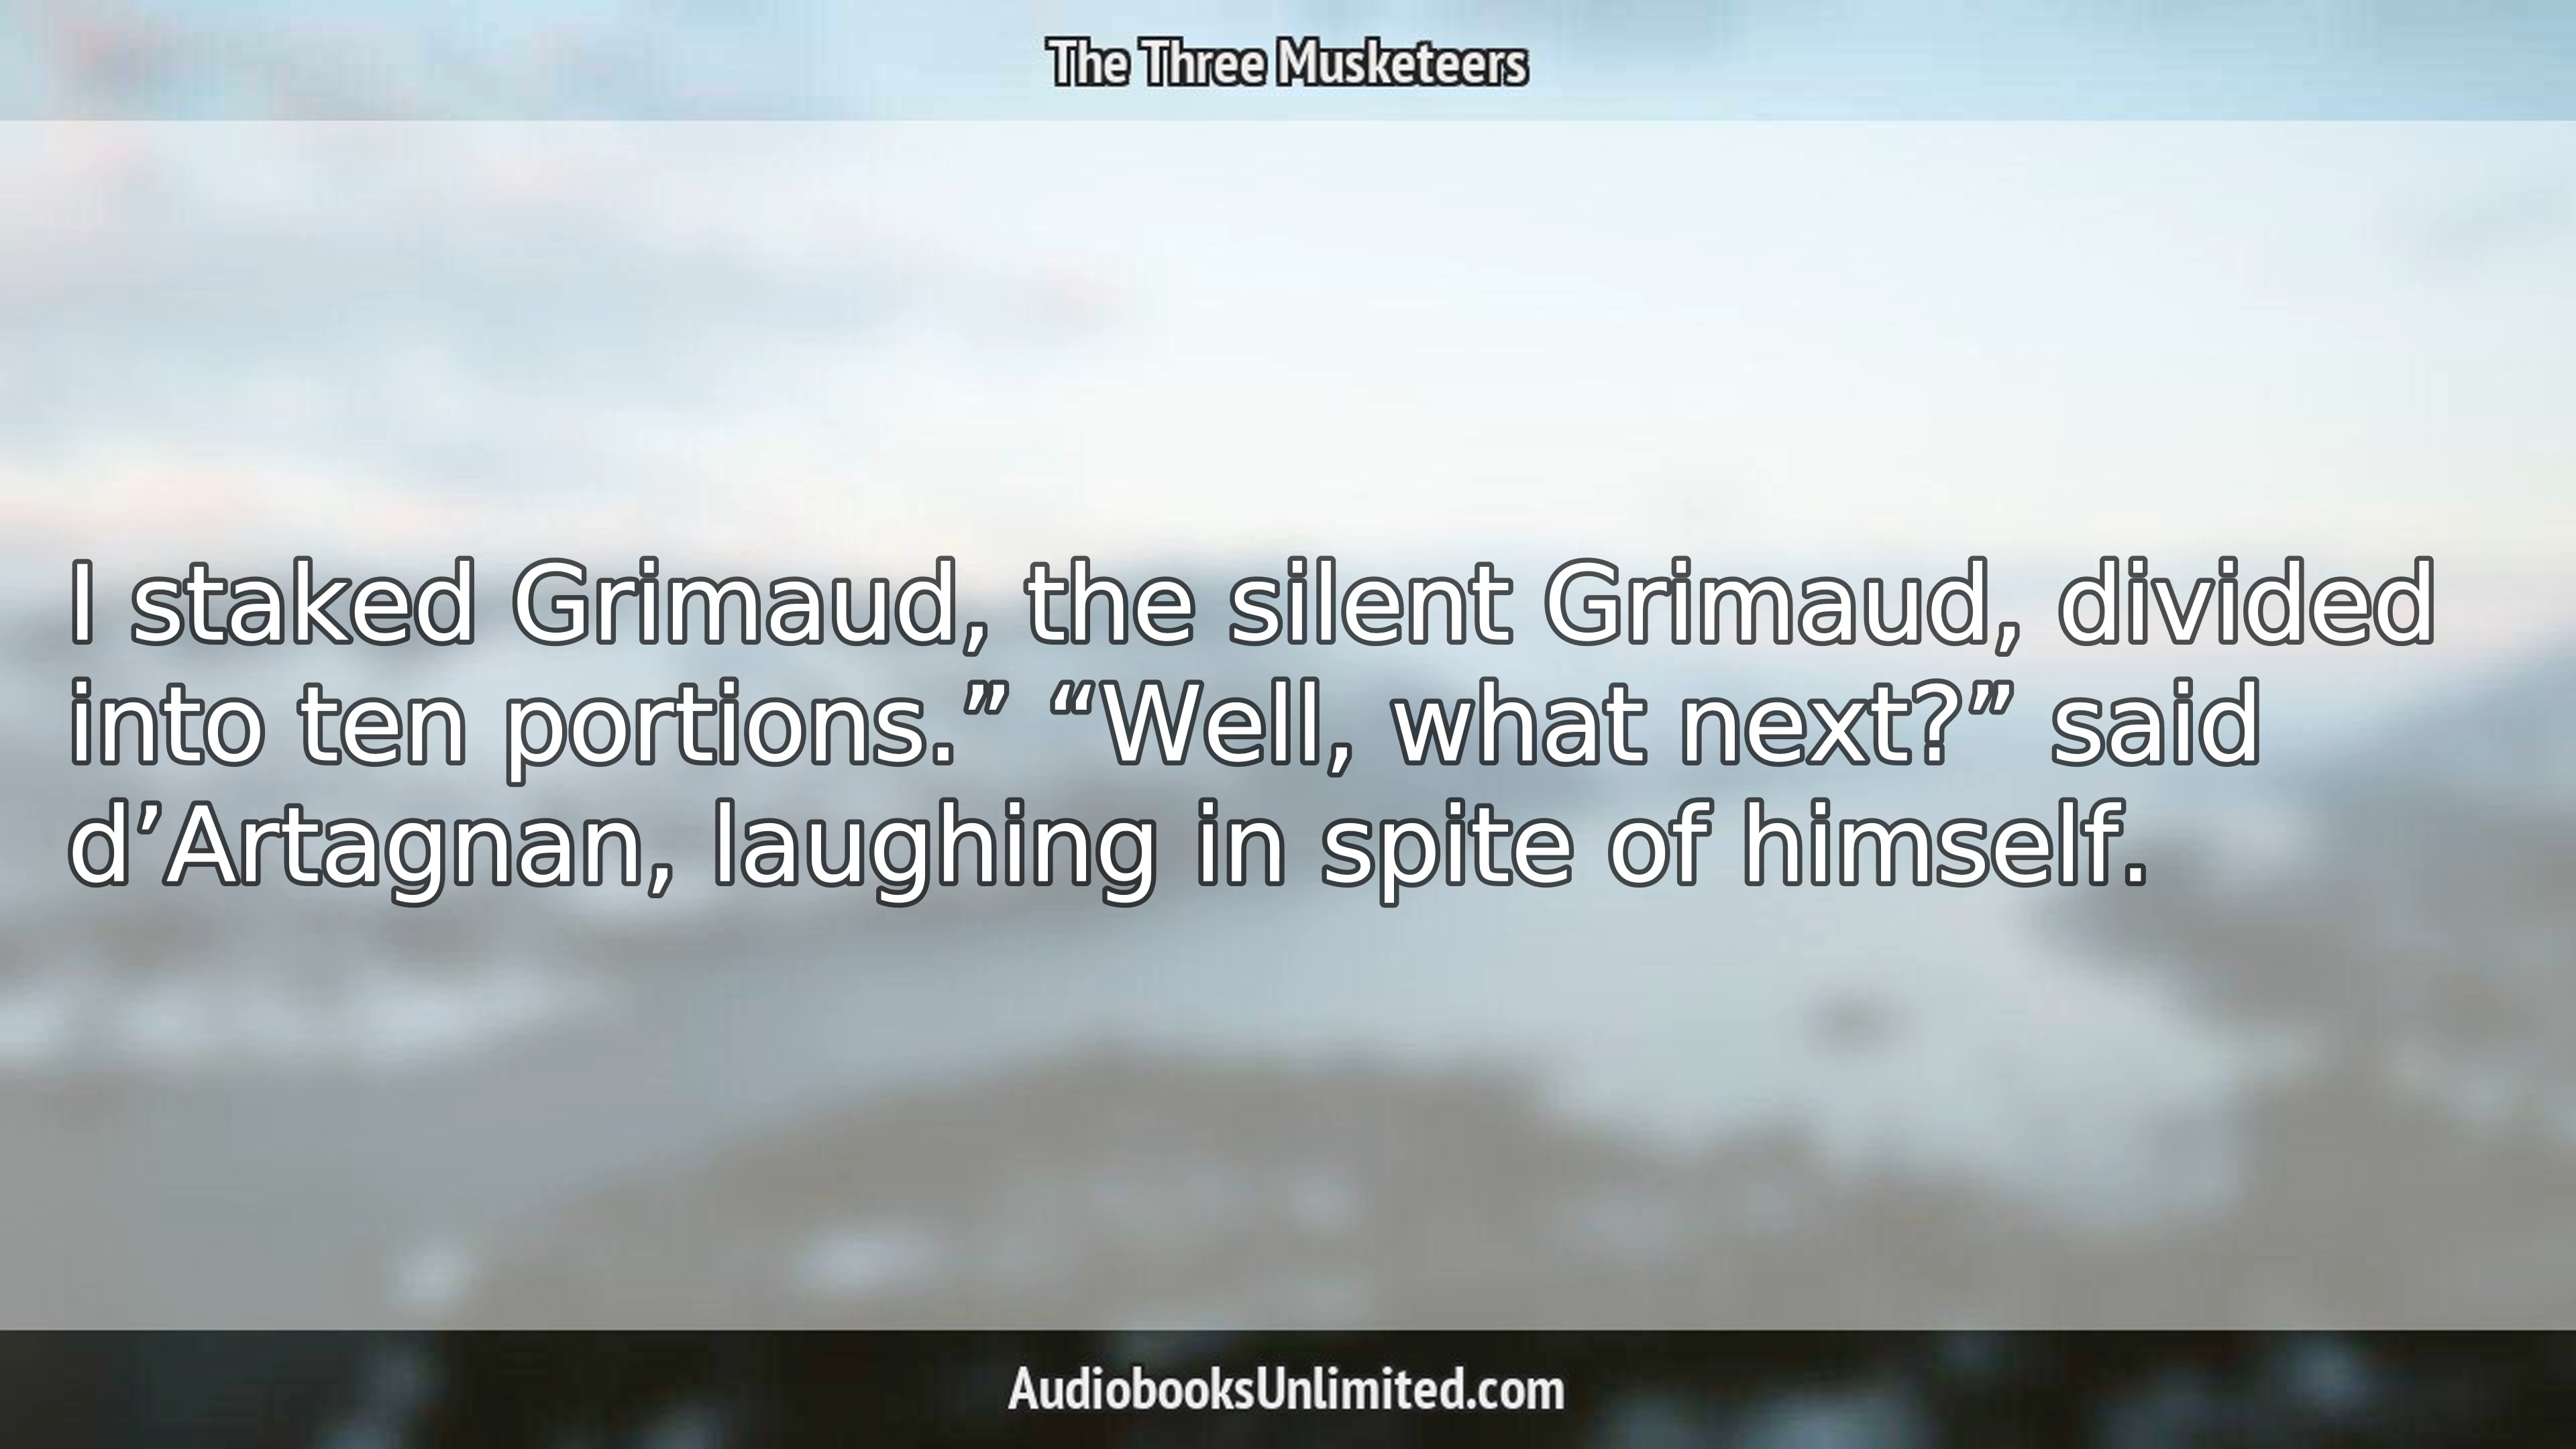 The Three Musketeers
I staked Grimaud, the silent Grimaud, divided
into ten portions.” “Well, what next?” said
d’Artagnan, laughing in spite of himself.
AudiobooksUnlimited.com